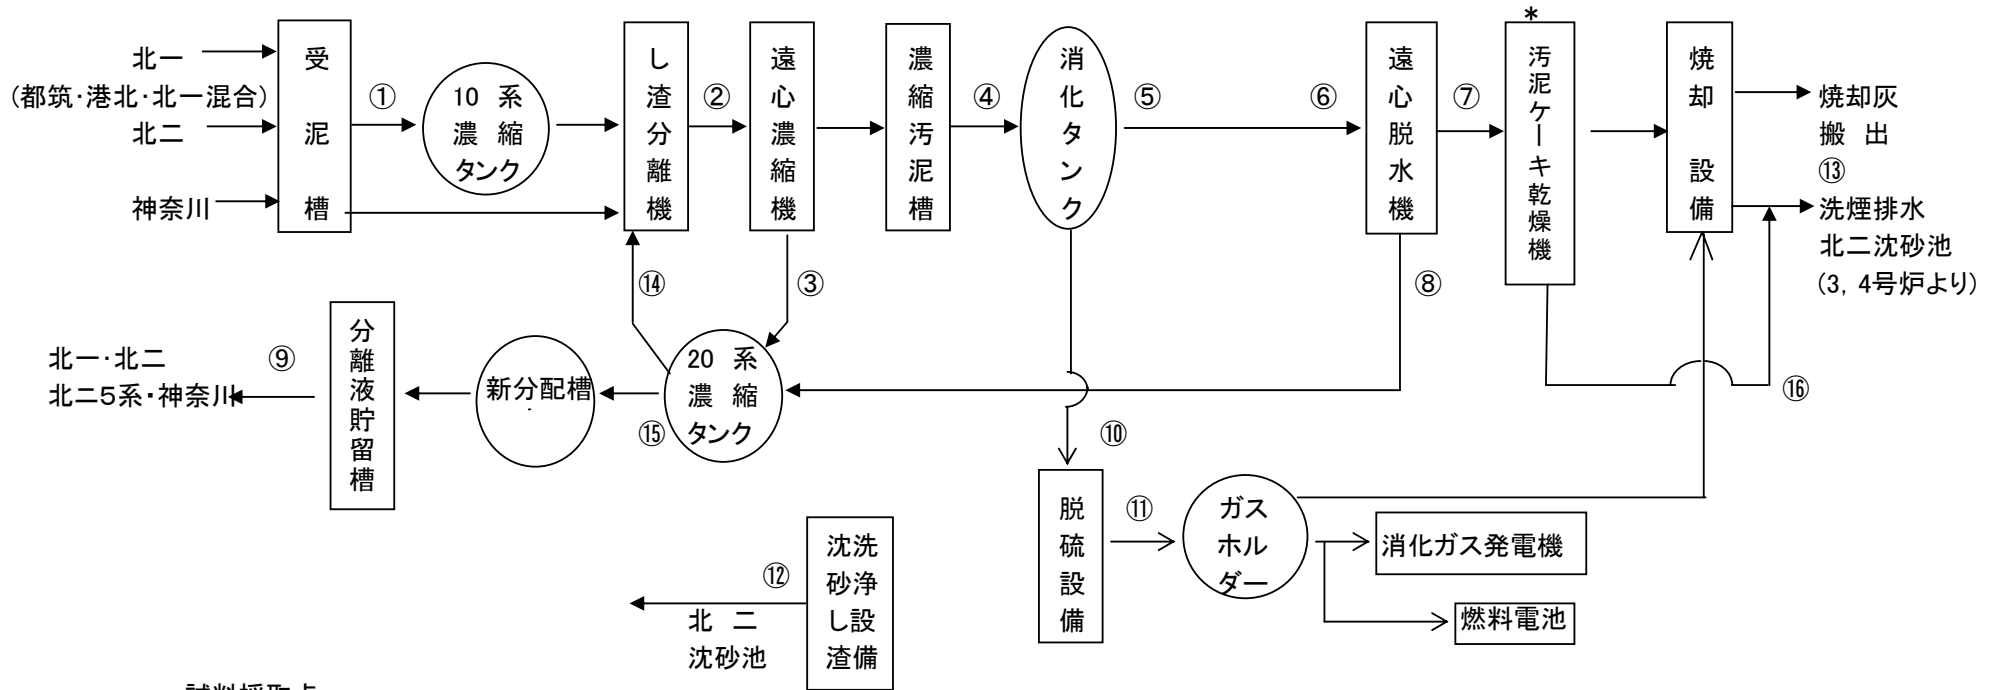 *
北一
(都筑・港北・北一混合)
北二
神奈川
受泥槽
①
10 系
濃 縮
タンク
し渣分離機
②
遠心濃縮機
濃縮汚泥槽
④
消化タンク
⑤
⑥
遠心脱水機
⑦
汚泥ケーキ乾燥機
焼却設備
焼却灰
搬 出
⑬
洗煙排水
北二沈砂池
(3, 4号炉より)
⑭
③
⑧
北一・北二
北二5系・神奈川
⑨
分離液貯留槽
新分配槽
⑮
20 系
濃 縮
タンク
⑯
⑩
脱硫設備
⑪
ガス
ホル
ダー
消化ガス発電機
燃料電池
⑫
北 二
沈砂池
沈洗
砂浄
し設
渣備
試料採取点